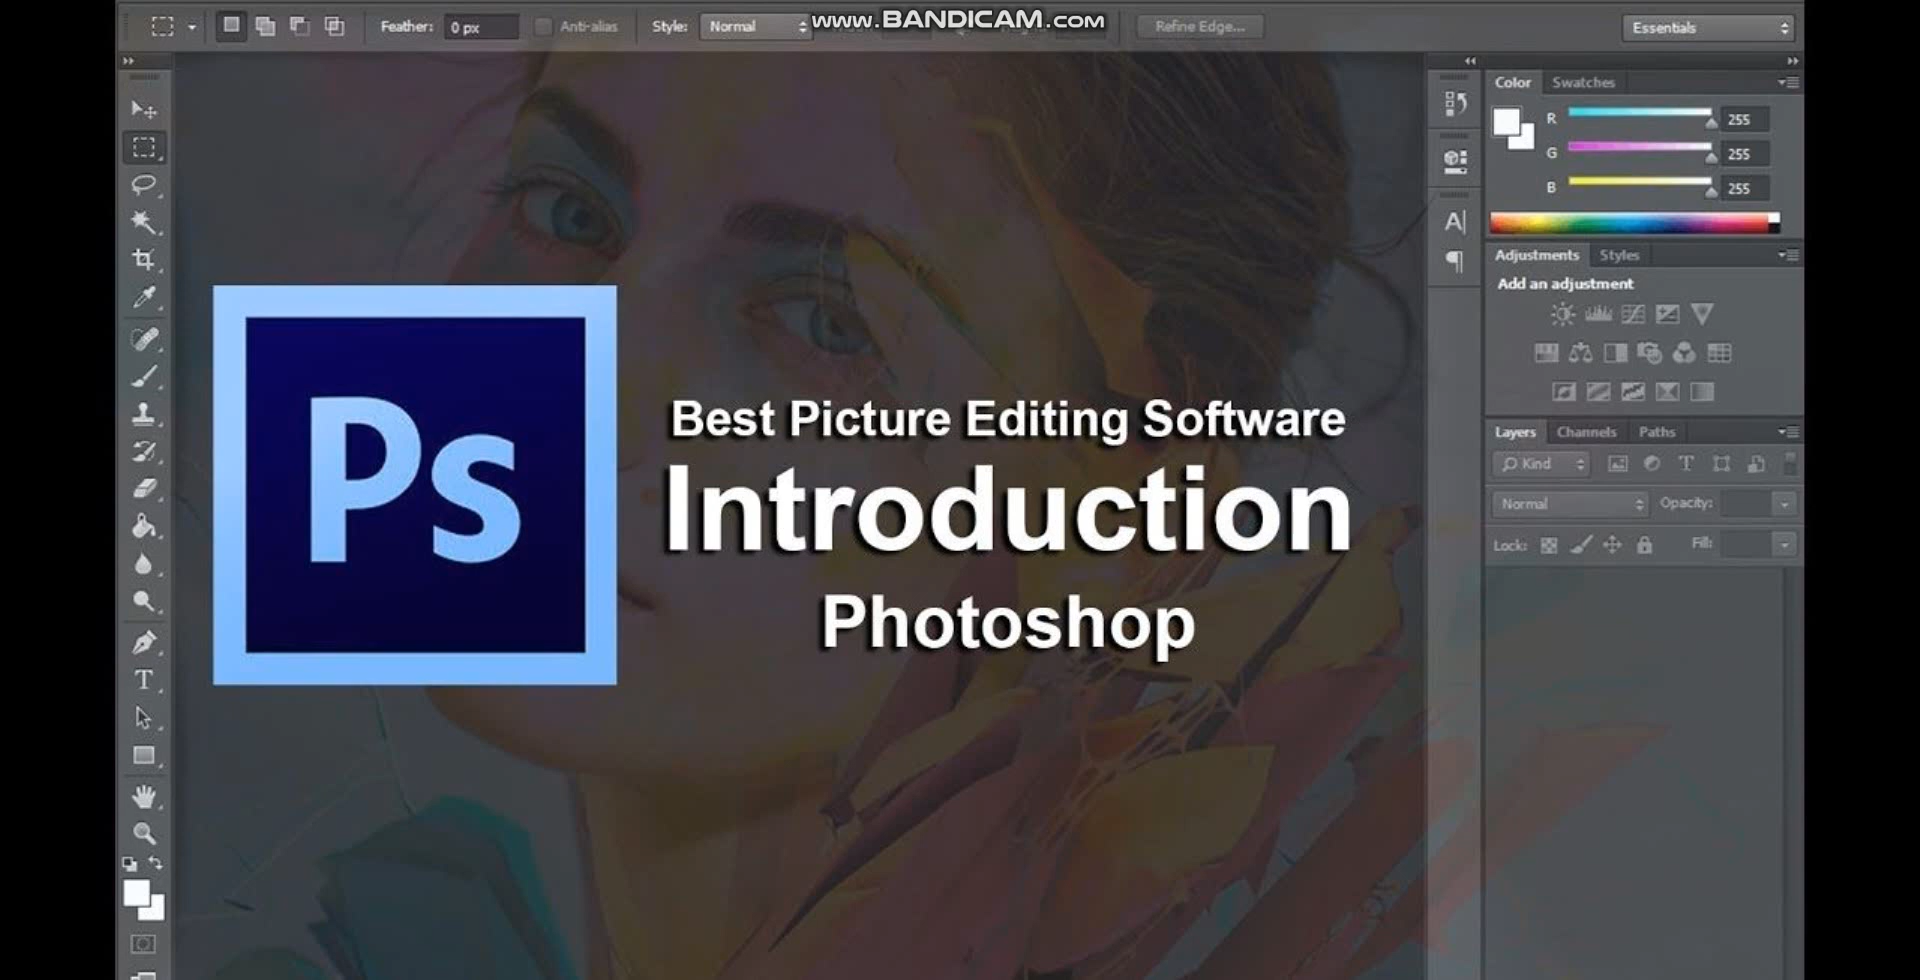 www.BANDICAM.com
Feather: 0 px Anti-alias Style: Normal Refine Edge... Essentials
Color Swatches
R 255
G 255
B 255
Adjustments Styles
Add an adjustment
Layers Channels Paths
Kind
Normal Opacity:
Lock: Fill:
Ps
Best Picture Editing Software
Introduction
Photoshop